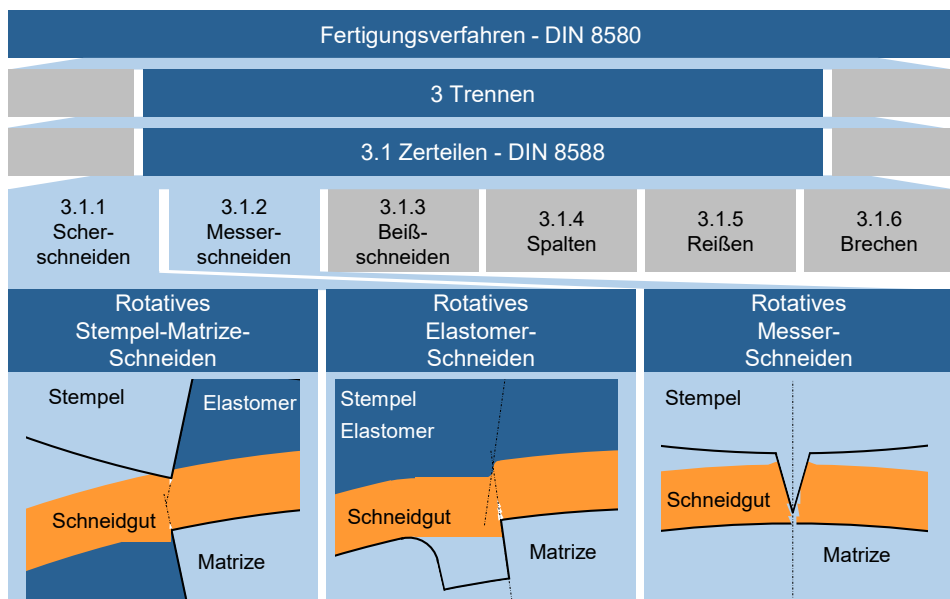 Fertigungsverfahren - DIN 8580
3 Trennen
3.1 Zerteilen - DIN 8588
3.1.1
Scher-
schneiden
3.1.2
Messer-
schneiden
3.1.3
Beiß-
schneiden
3.1.4
Spalten
3.1.5
Reißen
3.1.6
Brechen
Rotatives
Stempel-Matrize-
Schneiden
Rotatives
Elastomer-
Schneiden
Rotatives
Messer-
Schneiden
Stempel
Elastomer
Schneidgut
Matrize
Stempel
Elastomer
Schneidgut
Matrize
Stempel
Schneidgut
Matrize